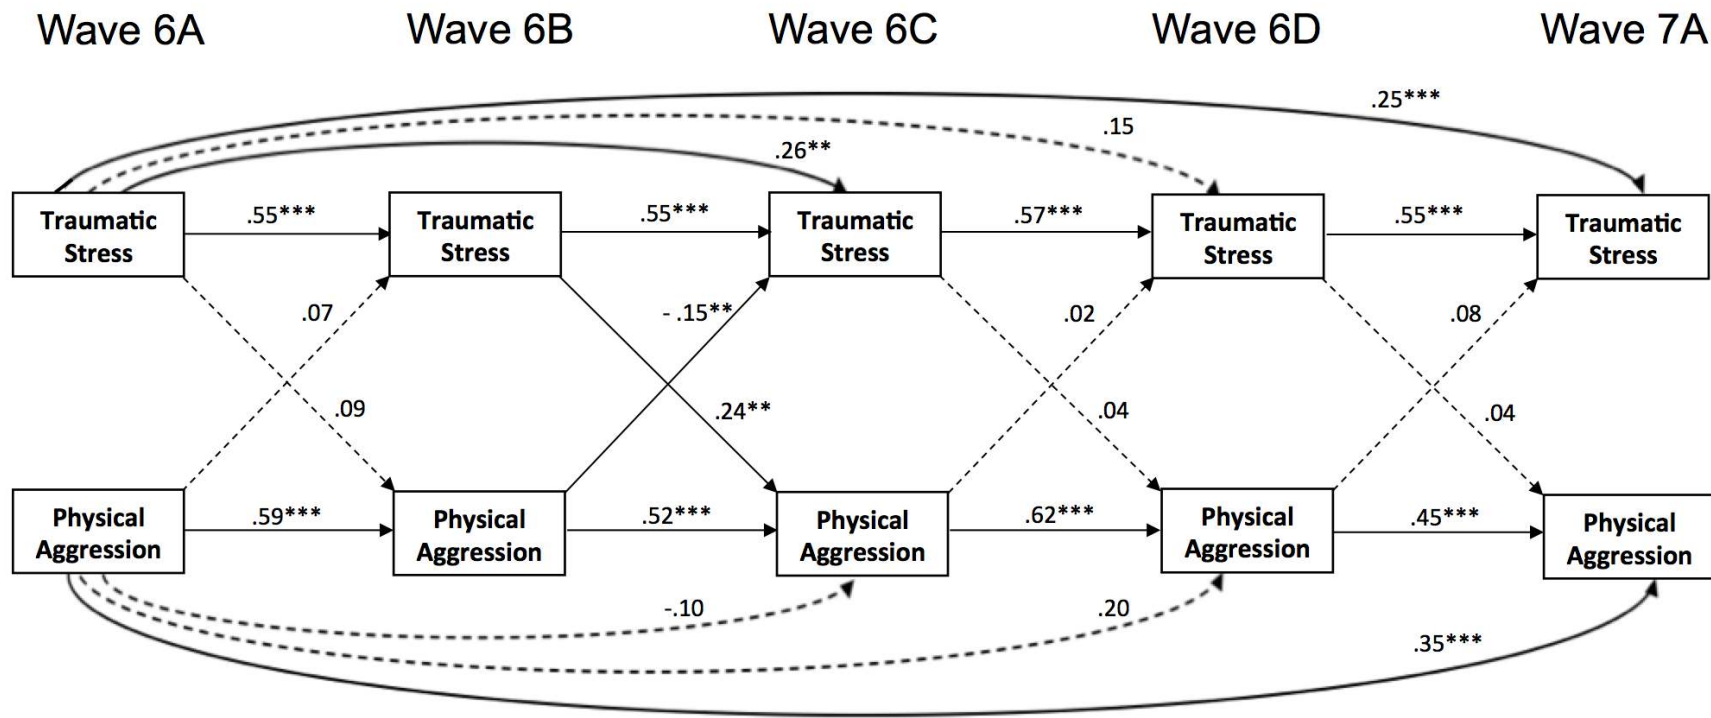 Wave 6A
Wave 6B
Wave 6C
Wave 6D
Wave 7A
.25***
.15
.26**
Traumatic
Stress
.55***
Traumatic
Stress
.55***
Traumatic
Stress
.57***
Traumatic
Stress
.55***
Traumatic
Stress
.07
- .15**
.02
.08
.09
.24**
.04
.04
Physical
Aggression
.59***
Physical
Aggression
.52***
Physical
Aggression
.62***
Physical
Aggression
.45***
Physical
Aggression
-.10
.20
.35***